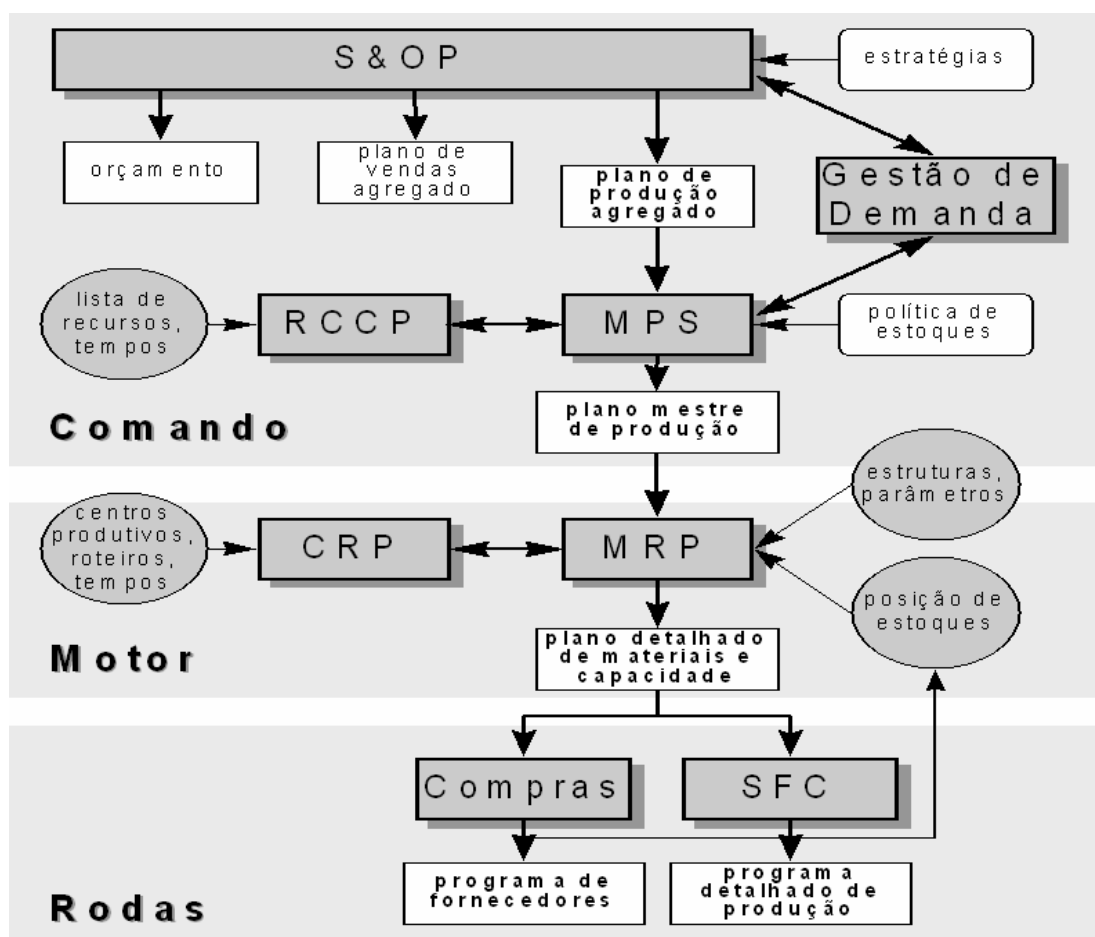 S&OP
estratégias
orçamento
plano de
vendas
agregado
plano de
produção
agregado
Gestão de
Demanda
lista de
recursos,
tempos
RCCP
MPS
política de
estoques
Comando
plano mestre
de produção
estruturas,
parâmetros
centros
produtivos,
roteiros,
tempos
CRP
MRP
posição de
estoques
Motor
plano detalhado
de materiais e
capacidade
Compras
SFC
programa de
fornecedores
programa
detalhado de
produção
Rodas